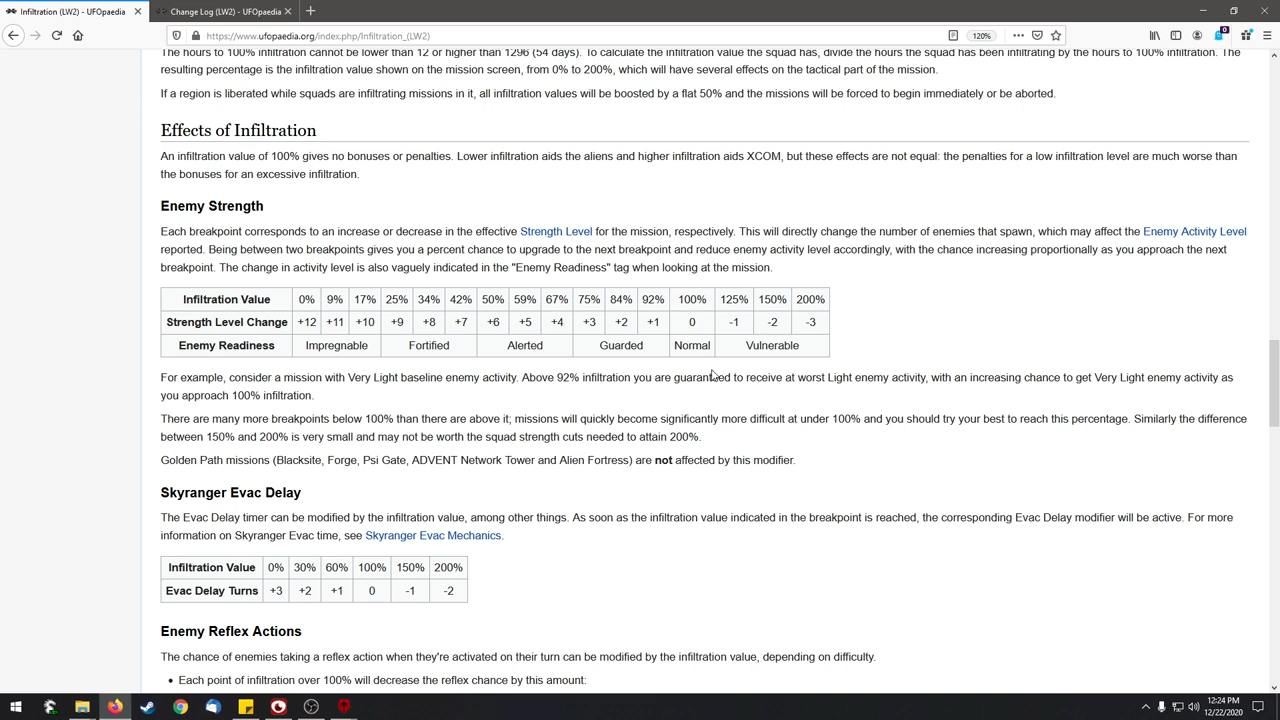 Infiltration (LW2) - UFOpaedia
Change Log (LW2) - UFOpaedia
https://www.ufopaedia.org/index.php/Infiltration_(LW2)
120%
0
The hours to 100% infiltration cannot be lower than 12 or higher than 1296 (54 days). To calculate the infiltration value the squad has, divide the hours the squad has been infiltrating by the hours to 100% infiltration. The
resulting percentage is the infiltration value shown on the mission screen, from 0% to 200%, which will have several effects on the tactical part of the mission.
If a region is liberated while squads are infiltrating missions in it, all infiltration values will be boosted by a flat 50% and the missions will be forced to begin immediately or be aborted.
Effects of Infiltration
An infiltration value of 100% gives no bonuses or penalties. Lower infiltration aids the aliens and higher infiltration aids XCOM, but these effects are not equal: the penalties for a low infiltration level are much worse than
the bonuses for an excessive infiltration.
Enemy Strength
Each breakpoint corresponds to an increase or decrease in the effective Strength Level for the mission, respectively. This will directly change the number of enemies that spawn, which may affect the Enemy Activity Level
reported. Being between two breakpoints gives you a percent chance to upgrade to the next breakpoint and reduce enemy activity level accordingly, with the chance increasing proportionally as you approach the next
breakpoint. The change in activity level is also vaguely indicated in the "Enemy Readiness" tag when looking at the mission.
Infiltration Value 0% 9% 17% 25% 34% 42% 50% 59% 67% 75% 84% 92% 100% 125% 150% 200%
Strength Level Change +12 +11 +10 +9 +8 +7 +6 +5 +4 +3 +2 +1 0 -1 -2 -3
Enemy Readiness Impregnable Fortified Alerted Guarded Normal Vulnerable
For example, consider a mission with Very Light baseline enemy activity. Above 92% infiltration you are guaranteed to receive at worst Light enemy activity, with an increasing chance to get Very Light enemy activity as
you approach 100% infiltration.
There are many more breakpoints below 100% than there are above it; missions will quickly become significantly more difficult at under 100% and you should try your best to reach this percentage. Similarly the difference
between 150% and 200% is very small and may not be worth the squad strength cuts needed to attain 200%.
Golden Path missions (Blacksite, Forge, Psi Gate, ADVENT Network Tower and Alien Fortress) are not affected by this modifier.
Skyranger Evac Delay
The Evac Delay timer can be modified by the infiltration value, among other things. As soon as the infiltration value indicated in the breakpoint is reached, the corresponding Evac Delay modifier will be active. For more
information on Skyranger Evac time, see Skyranger Evac Mechanics.
Infiltration Value 0% 30% 60% 100% 150% 200%
Evac Delay Turns +3 +2 +1 0 -1 -2
Enemy Reflex Actions
The chance of enemies taking a reflex action when they're activated on their turn can be modified by the infiltration value, depending on difficulty.
• Each point of infiltration over 100% will decrease the reflex chance by this amount:
12:24 PM
12/22/2020